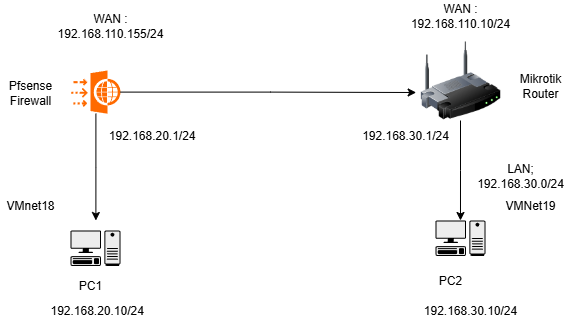 WAN :
192.168.110.155/24
WAN :
192.168.110.10/24
Pfsense
Firewall
Mikrotik
Router
192.168.20.1/24
192.168.30.1/24
LAN;
192.168.30.0/24
VMnet18
VMNet19
PC1
PC2
192.168.20.10/24
192.168.30.10/24